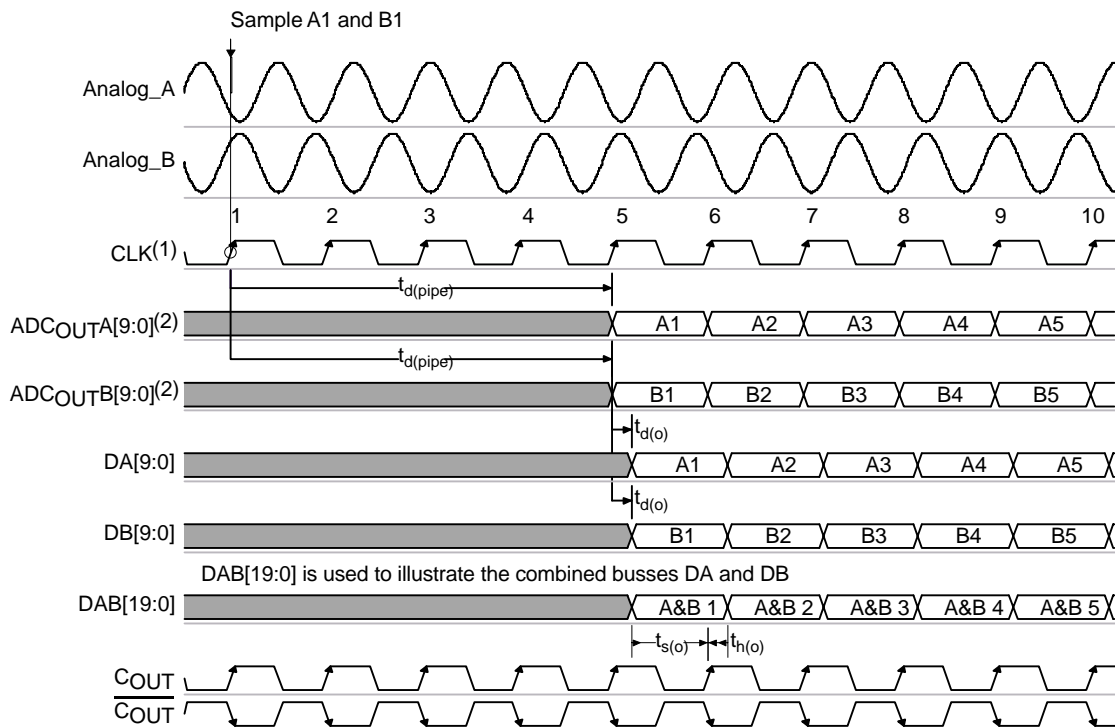 Sample A1 and B1
Analog_A
Analog_B
1 2 3 4 5 6 7 8 9 10
CLK(1)
td(pipe)
ADCOUTA[9:0](2) A1 A2 A3 A4 A5
td(pipe)
ADCOUTB[9:0](2) B1 B2 B3 B4 B5
td(o)
DA[9:0] A1 A2 A3 A4 A5
td(o)
DB[9:0] B1 B2 B3 B4 B5
DAB[19:0] is used to illustrate the combined busses DA and DB
DAB[19:0] A&B 1 A&B 2 A&B 3 A&B 4 A&B 5
ts(o) th(o)
COUT
COUT